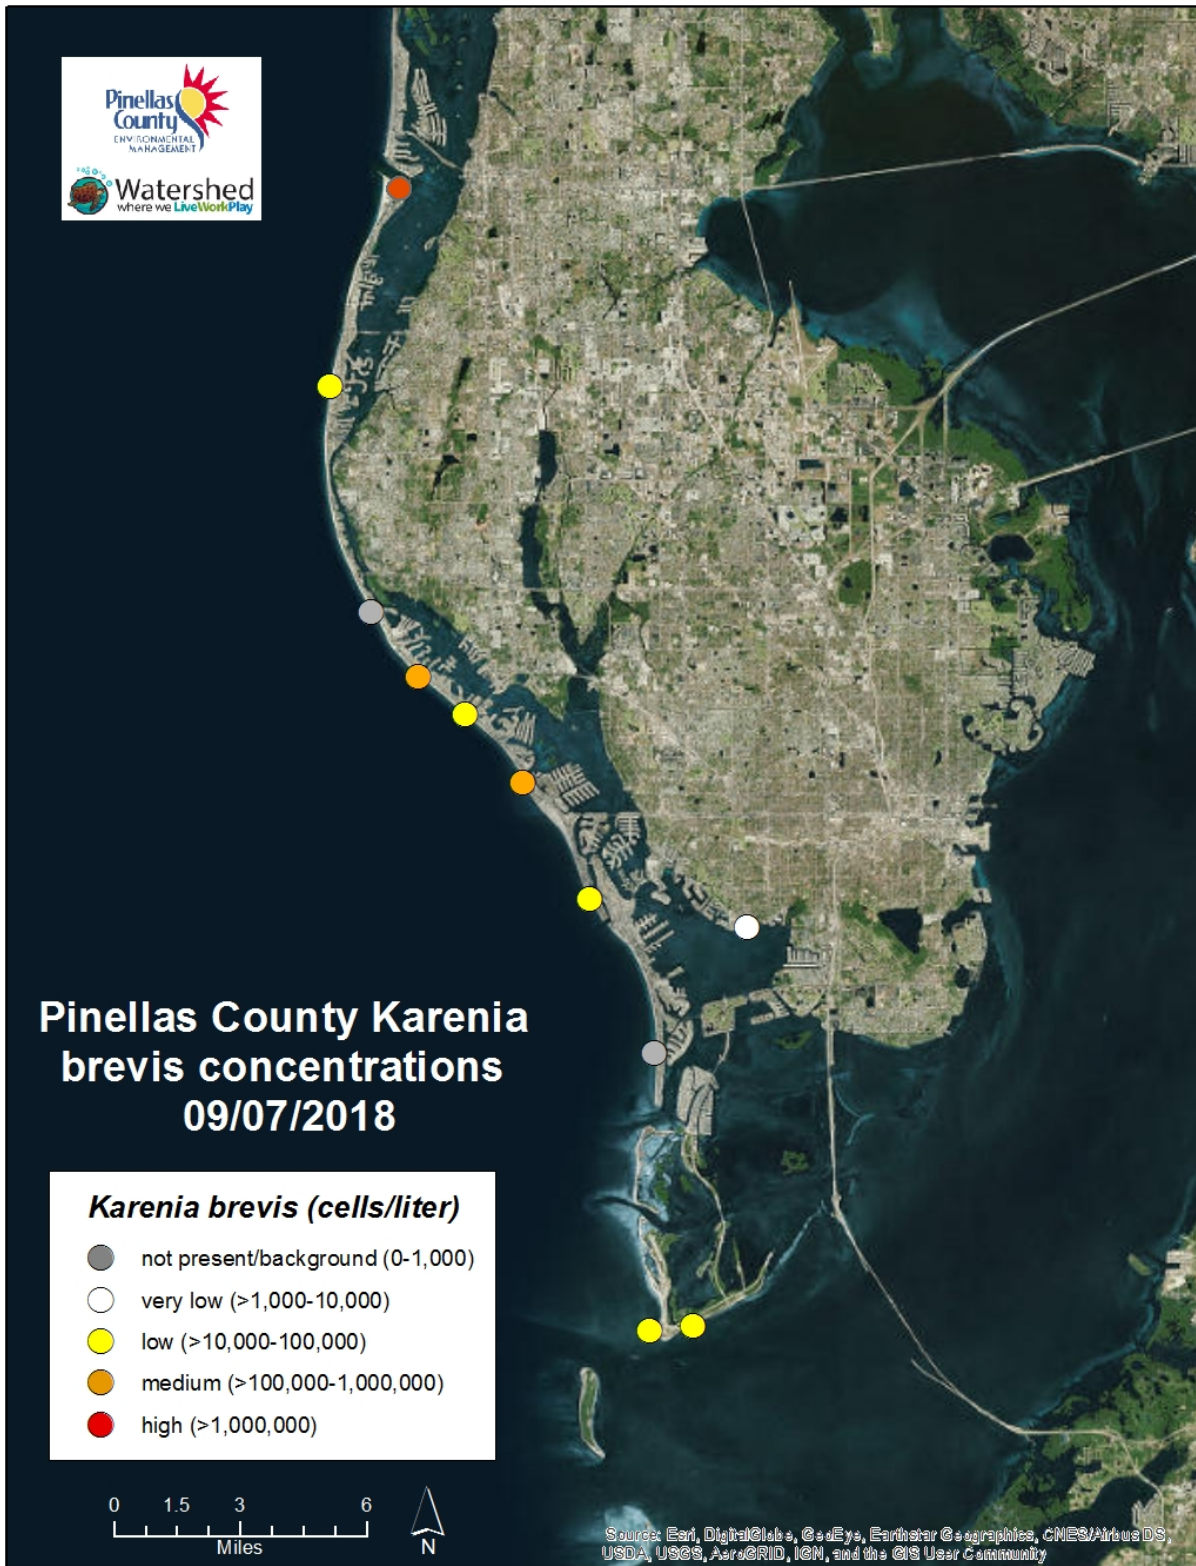 Pinellas
County
ENVIRONMENTAL
MANAGEMENT
Watershed
where we LiveWorkPlay
Pinellas County Karenia
brevis concentrations
09/07/2018
Karenia brevis (cells/liter)
not present/background (0-1,000)
very low (>1,000-10,000)
low (>10,000-100,000)
medium (>100,000-1,000,000)
high (>1,000,000)
0 1.5 3 6
Miles
N
Source: Esri, DigitalGlobe, GeoEye, Earthstar Geographics, CNES/Airbus DS,
USDA, USGS, AeroGRID, IGN, and the GIS User Community